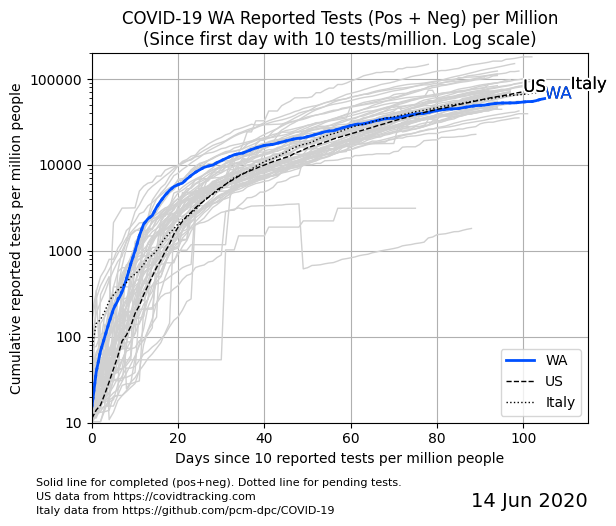 COVID-19 WA Reported Tests (Pos + Neg) per Million
(Since first day with 10 tests/million. Log scale)
Cumulative reported tests per million people
100000
10000
1000
100
10
US
WA
Italy
WA
US
Italy
0
20
40
60
80
100
Days since 10 reported tests per million people
Solid line for completed (pos+neg). Dotted line for pending tests.
US data from https://covidtracking.com
Italy data from https://github.com/pcm-dpc/COVID-19
14 Jun 2020